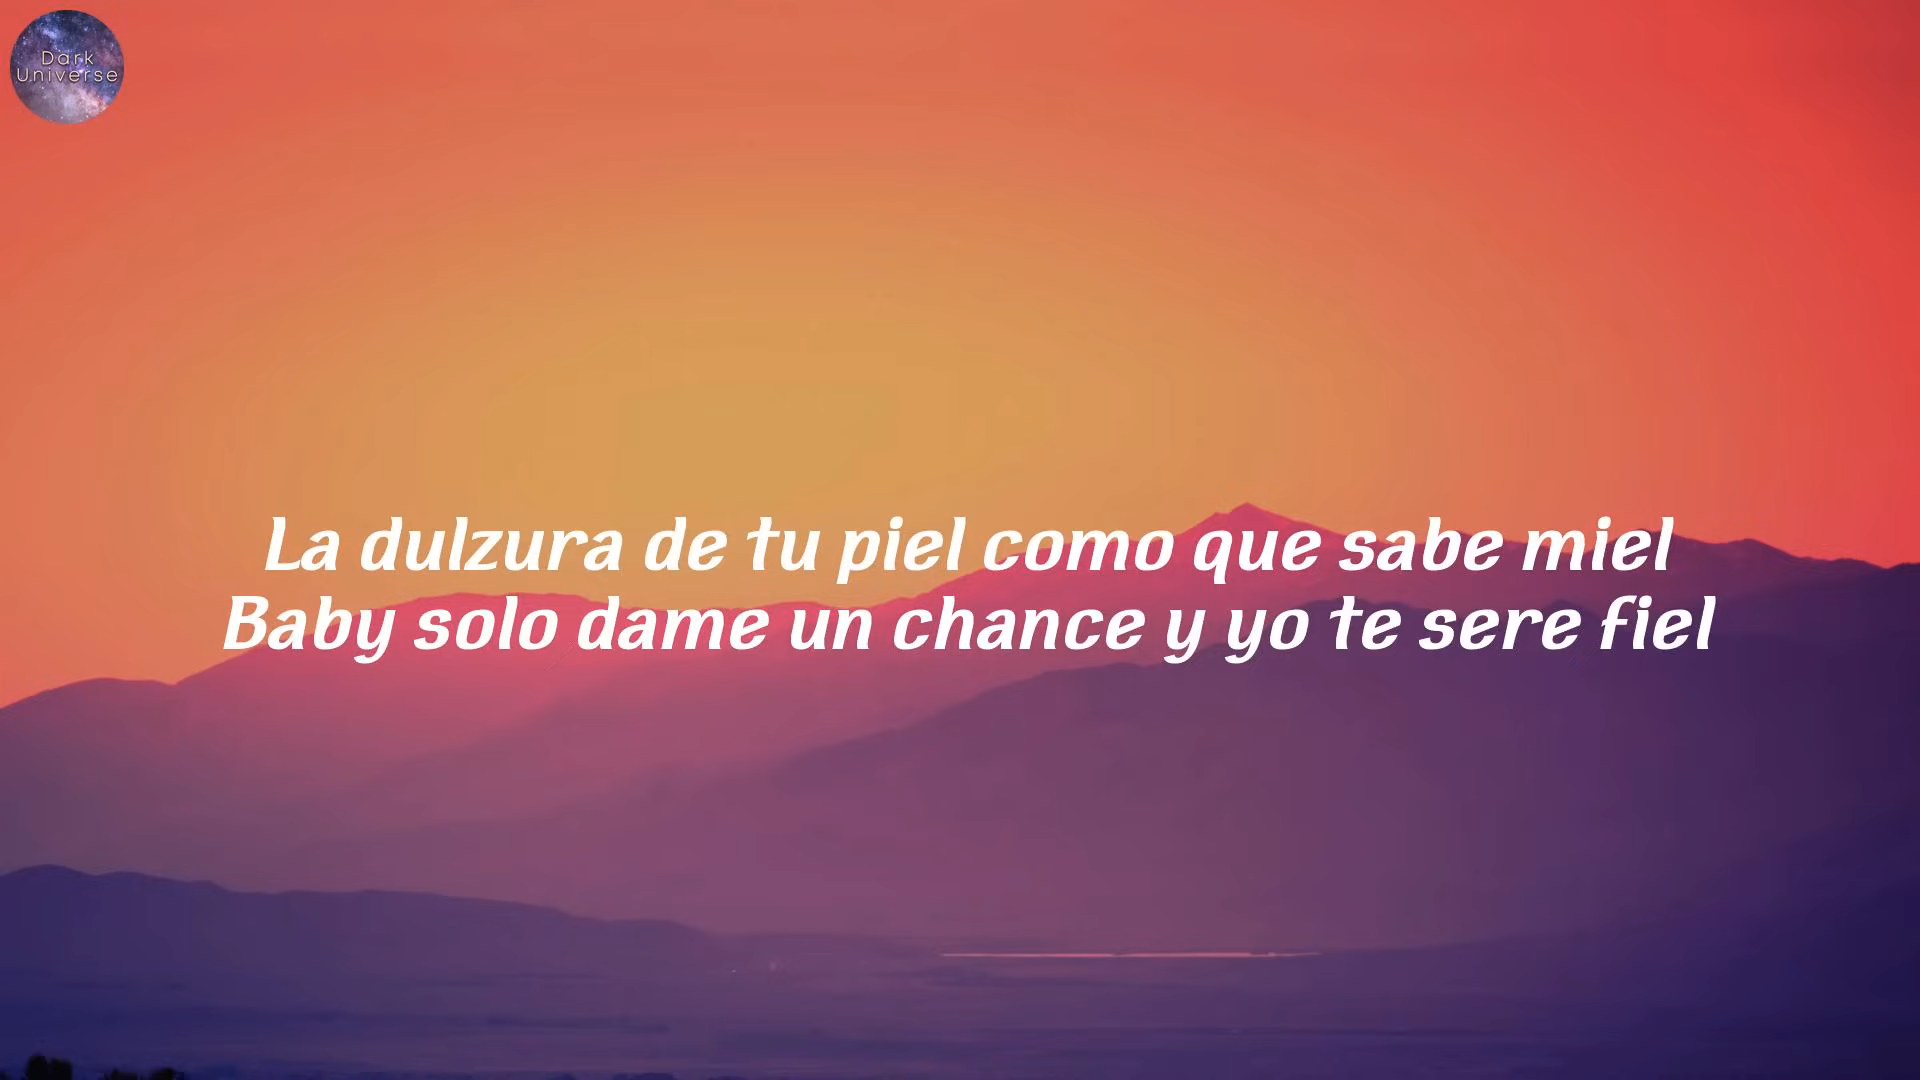 Dark
Universe
La dulzura de tu piel como que sabe miel
Baby solo dame un chance y yo te sere fiel